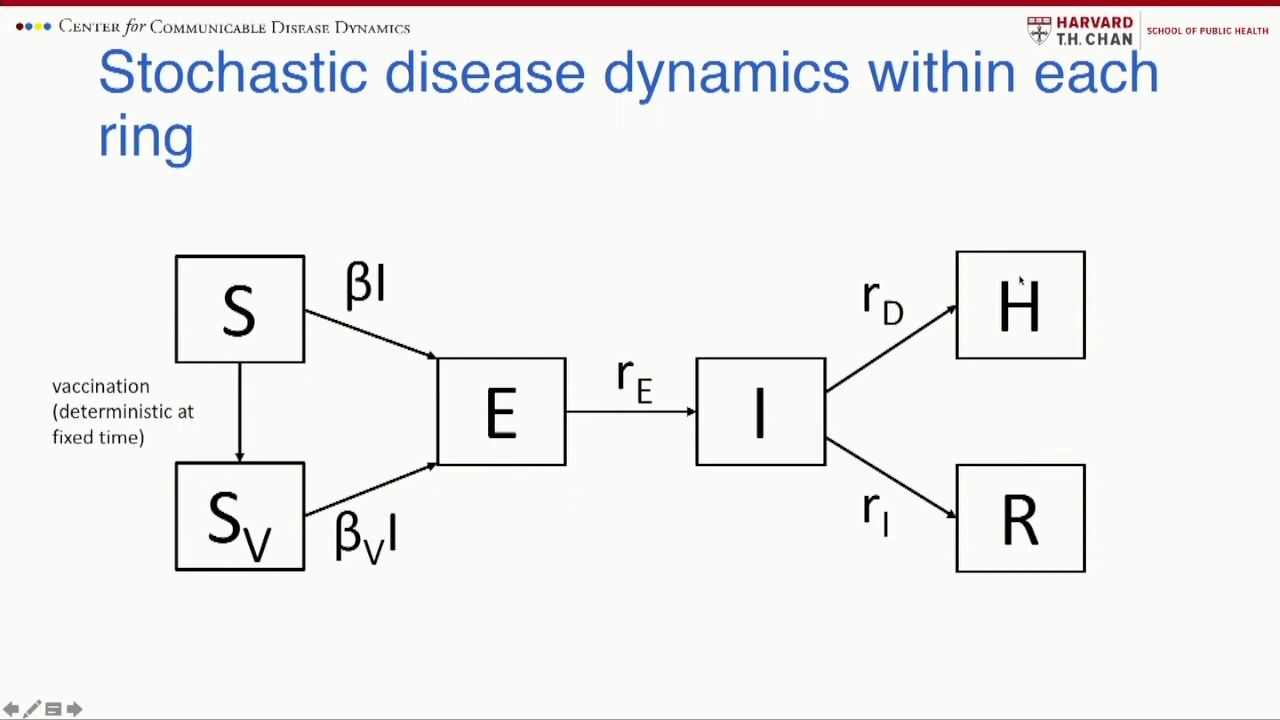 CENTER for COMMUNICABLE DISEASE DYNAMICS
HARVARD
T.H. CHAN
SCHOOL OF PUBLIC HEALTH
Stochastic disease dynamics within each
ring
S
βI
vaccination
(deterministic at
fixed time)
S_V
β_VI
E
r_E
I
r_D
H
r_I
R